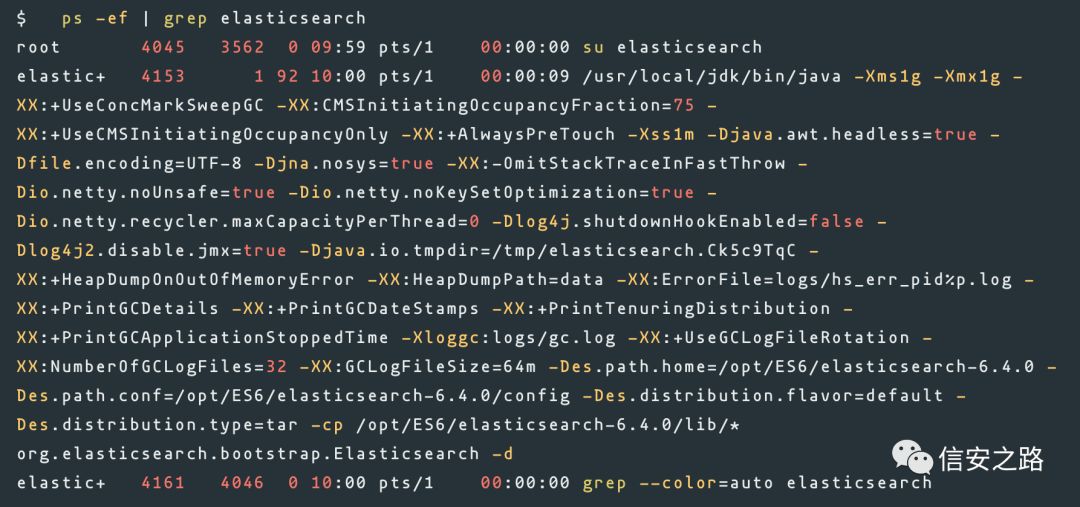 $   ps -ef | grep elasticsearch
root       4045   3562  0 09:59 pts/1    00:00:00 su elasticsearch
elastic+   4153      1 92 10:00 pts/1    00:00:09 /usr/local/jdk/bin/java -Xms1g -Xmx1g -
XX:+UseConcMarkSweepGC -XX:CMSInitiatingOccupancyFraction=75 -
XX:+UseCMSInitiatingOccupancyOnly -XX:+AlwaysPreTouch -Xss1m -Djava.awt.headless=true -
Dfile.encoding=UTF-8 -Djna.nosys=true -XX:-OmitStackTraceInFastThrow -
Dio.netty.noUnsafe=true -Dio.netty.noKeySetOptimization=true -
Dio.netty.recycler.maxCapacityPerThread=0 -Dlog4j.shutdownHookEnabled=false -
Dlog4j2.disable.jmx=true -Djava.io.tmpdir=/tmp/elasticsearch.Ck5c9TqC -
XX:+HeapDumpOnOutOfMemoryError -XX:HeapDumpPath=data -XX:ErrorFile=logs/hs_err_pid%p.log -
XX:+PrintGCDetails -XX:+PrintGCDateStamps -XX:+PrintTenuringDistribution -
XX:+PrintGCApplicationStoppedTime -Xloggc:logs/gc.log -XX:+UseGCLogFileRotation -
XX:NumberOfGCLogFiles=32 -XX:GCLogFileSize=64m -Des.path.home=/opt/ES6/elasticsearch-6.4.0 -
Des.path.conf=/opt/ES6/elasticsearch-6.4.0/config -Des.distribution.flavor=default -
Des.distribution.type=tar -cp /opt/ES6/elasticsearch-6.4.0/lib/*
org.elasticsearch.bootstrap.Elasticsearch -d
elastic+   4161   4046  0 10:00 pts/1    00:00:00 grep --color=auto elasticsearch
信安之路